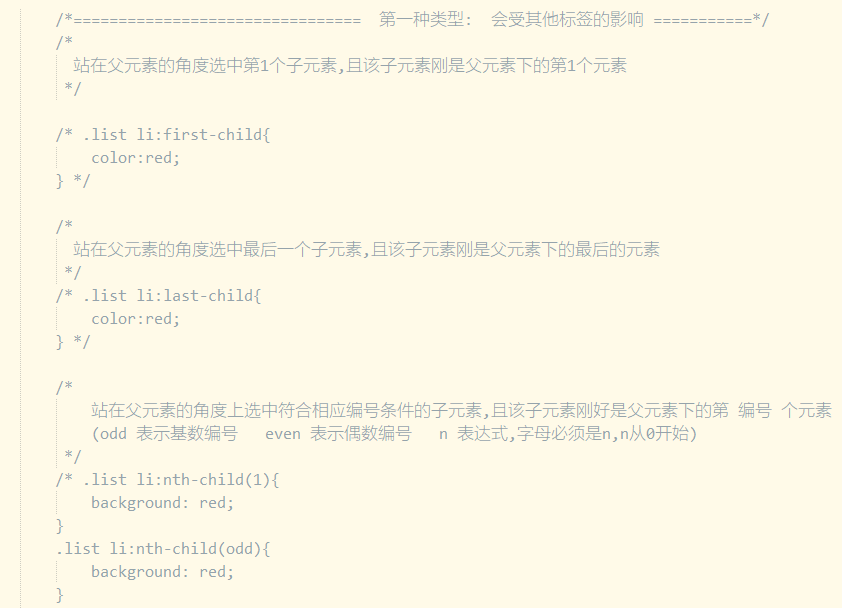 /*================================  第一种类型:  会受其他标签的影响 ===========*/
/*
站在父元素的角度选中第1个子元素,且该子元素刚是父元素下的第1个元素
*/
/* .list li:first-child{
color:red;
} */
/*
站在父元素的角度选中最后一个子元素,且该子元素刚是父元素下的最后的元素
*/
/* .list li:last-child{
color:red;
} */
/*
站在父元素的角度上选中符合相应编号条件的子元素,且该子元素刚好是父元素下的第 编号 个元素
(odd 表示基数编号   even 表示偶数编号   n 表达式,字母必须是n,n从0开始)
*/
/* .list li:nth-child(1){
background: red;
}
.list li:nth-child(odd){
background: red;
}